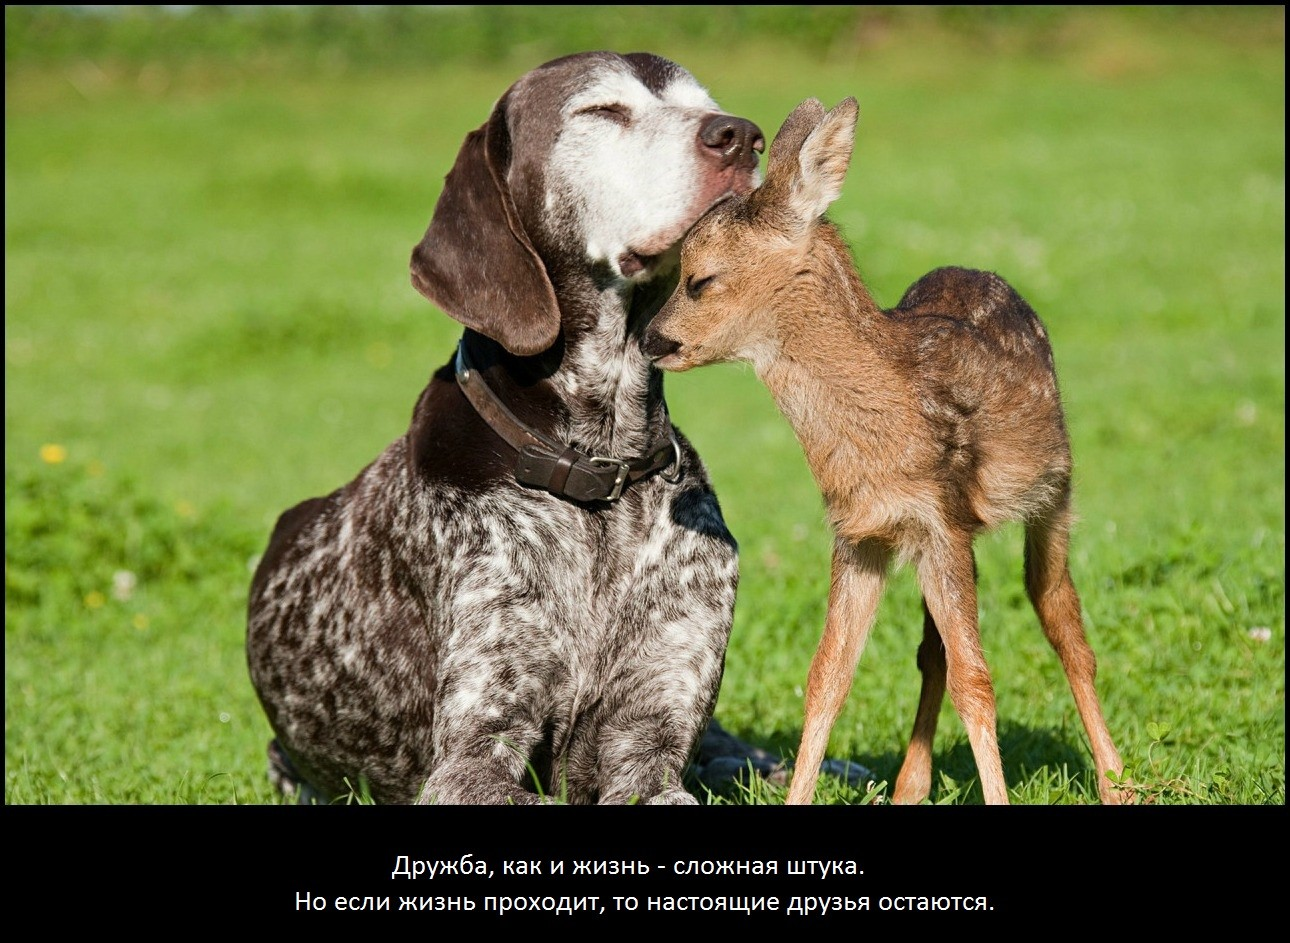 Дружба, как и жизнь - сложная штука.
Но если жизнь проходит, то настоящие друзья остаются.